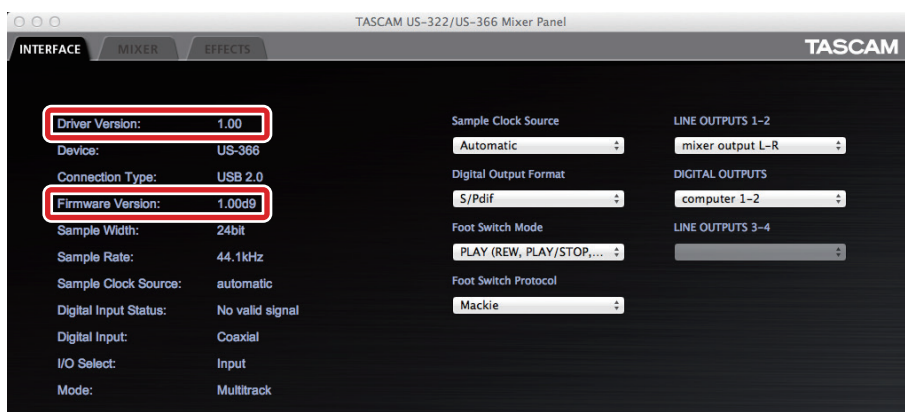 TASCAM US-322/US-366 Mixer Panel
INTERFACE MIXER EFFECTS TASCAM
Driver Version: 1.00
Device: US-366
Connection Type: USB 2.0
Firmware Version: 1.00d9
Sample Width: 24bit
Sample Rate: 44.1kHz
Sample Clock Source: automatic
Digital Input Status: No valid signal
Digital Input: Coaxial
I/O Select: Input
Mode: Multitrack
Sample Clock Source
Automatic
Digital Output Format
S/Pdif
Foot Switch Mode
PLAY (REW, PLAY/STOP,...
Foot Switch Protocol
Mackie
LINE OUTPUTS 1-2
mixer output L-R
DIGITAL OUTPUTS
computer 1-2
LINE OUTPUTS 3-4